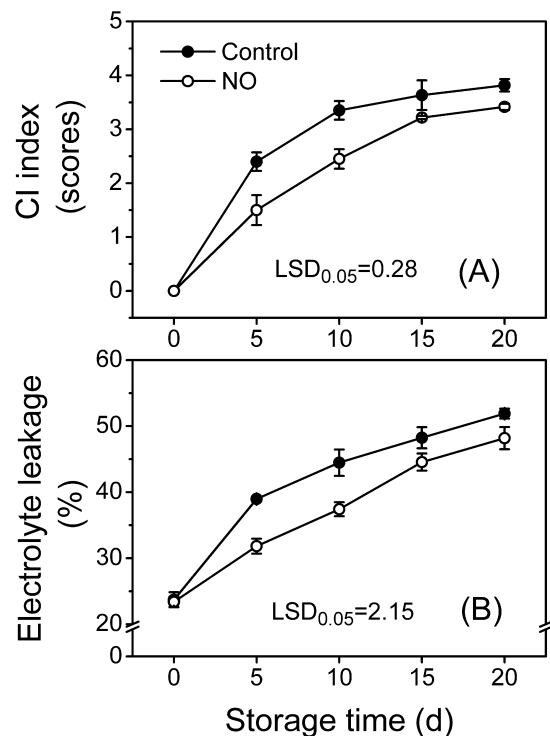 5
Control
4
NO
3
CI index
(scores)
2
1
LSD0.05=0.28
(A)
0
0 5 10 15 20
60
50
Electrolyte leakage
(%)
40
30
LSD0.05=2.15
(B)
20
20
0
0 5 10 15 20
Storage time (d)